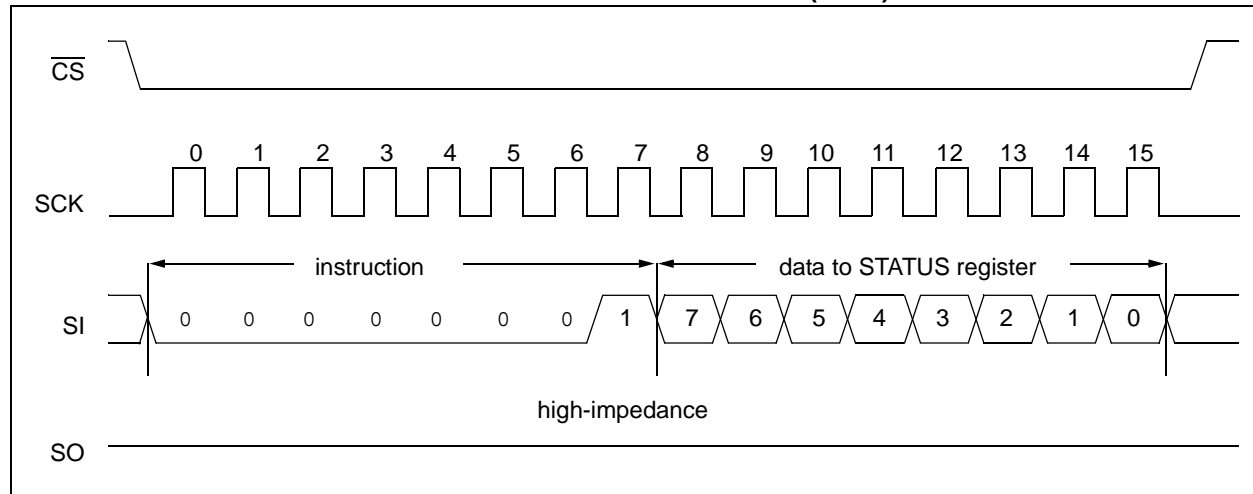 CS
0 1 2 3 4 5 6 7 8 9 10 11 12 13 14 15
SCK
instruction data to STATUS register
SI 0 0 0 0 0 0 0 1 7 6 5 4 3 2 1 0
high-impedance
SO